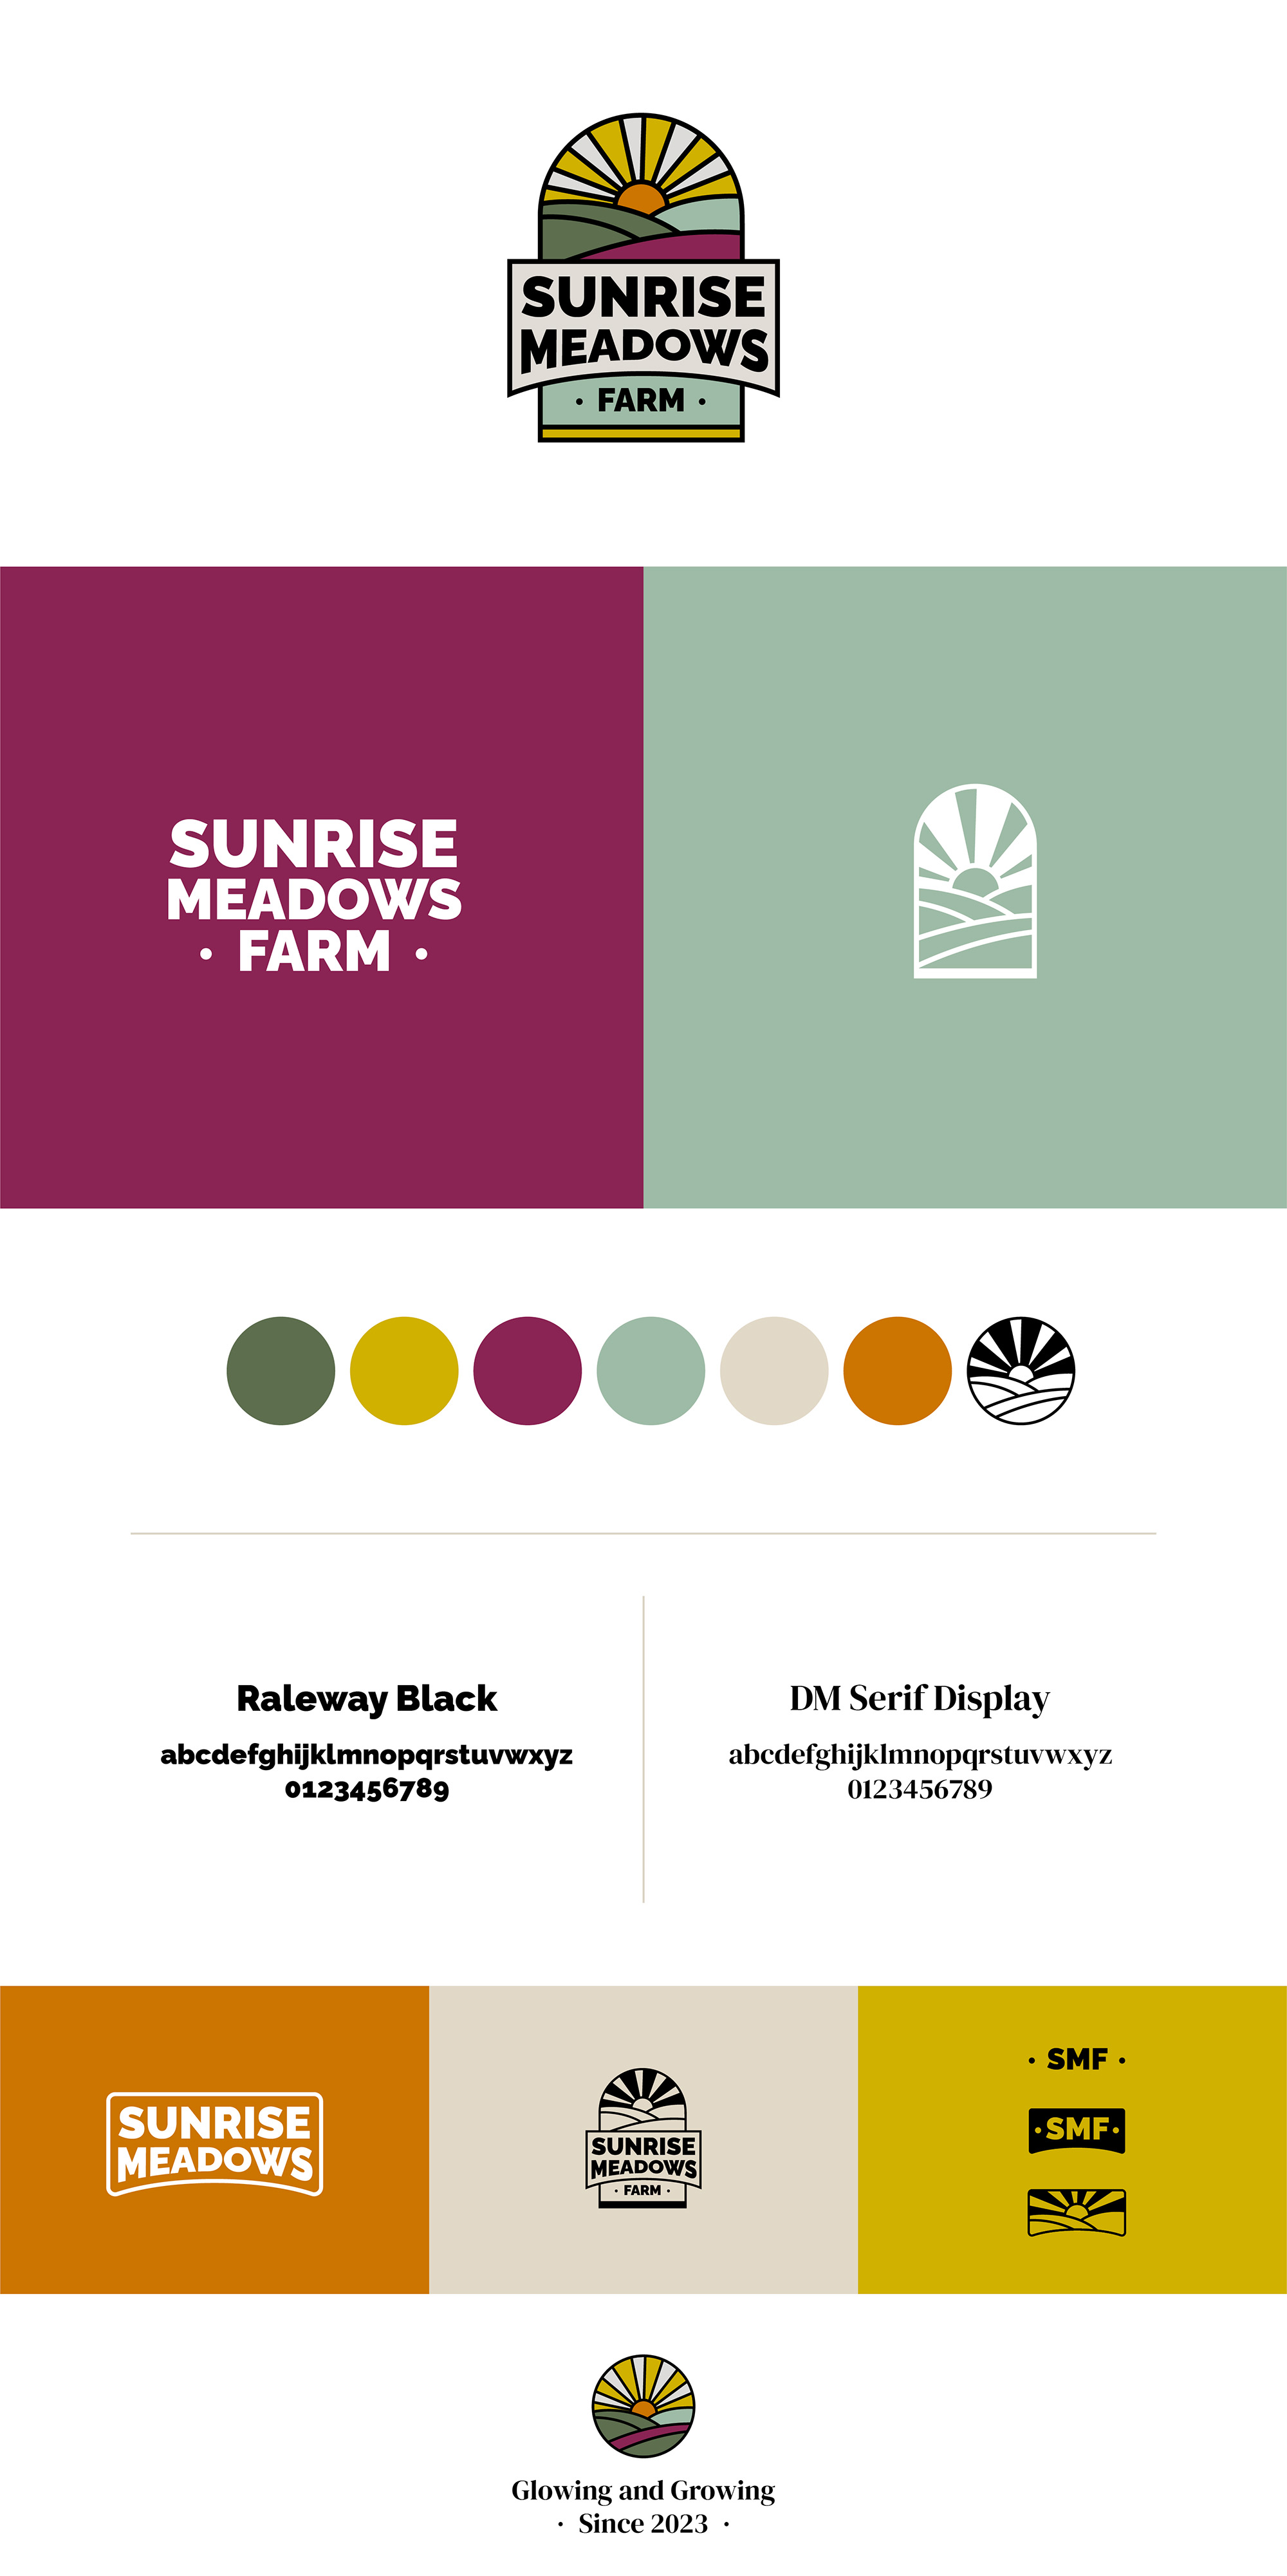 SUNRISE
MEADOWS
· FARM ·
SUNRISE
MEADOWS
· FARM ·
Raleway Black
abcdefghijklmnopqrstuvwxyz
0123456789
DM Serif Display
abcdefghijklmnopqrstuvwxyz
0123456789
SUNRISE
MEADOWS
SUNRISE
MEADOWS
· FARM ·
· SMF ·
· SMF ·
Glowing and Growing
· Since 2023 ·